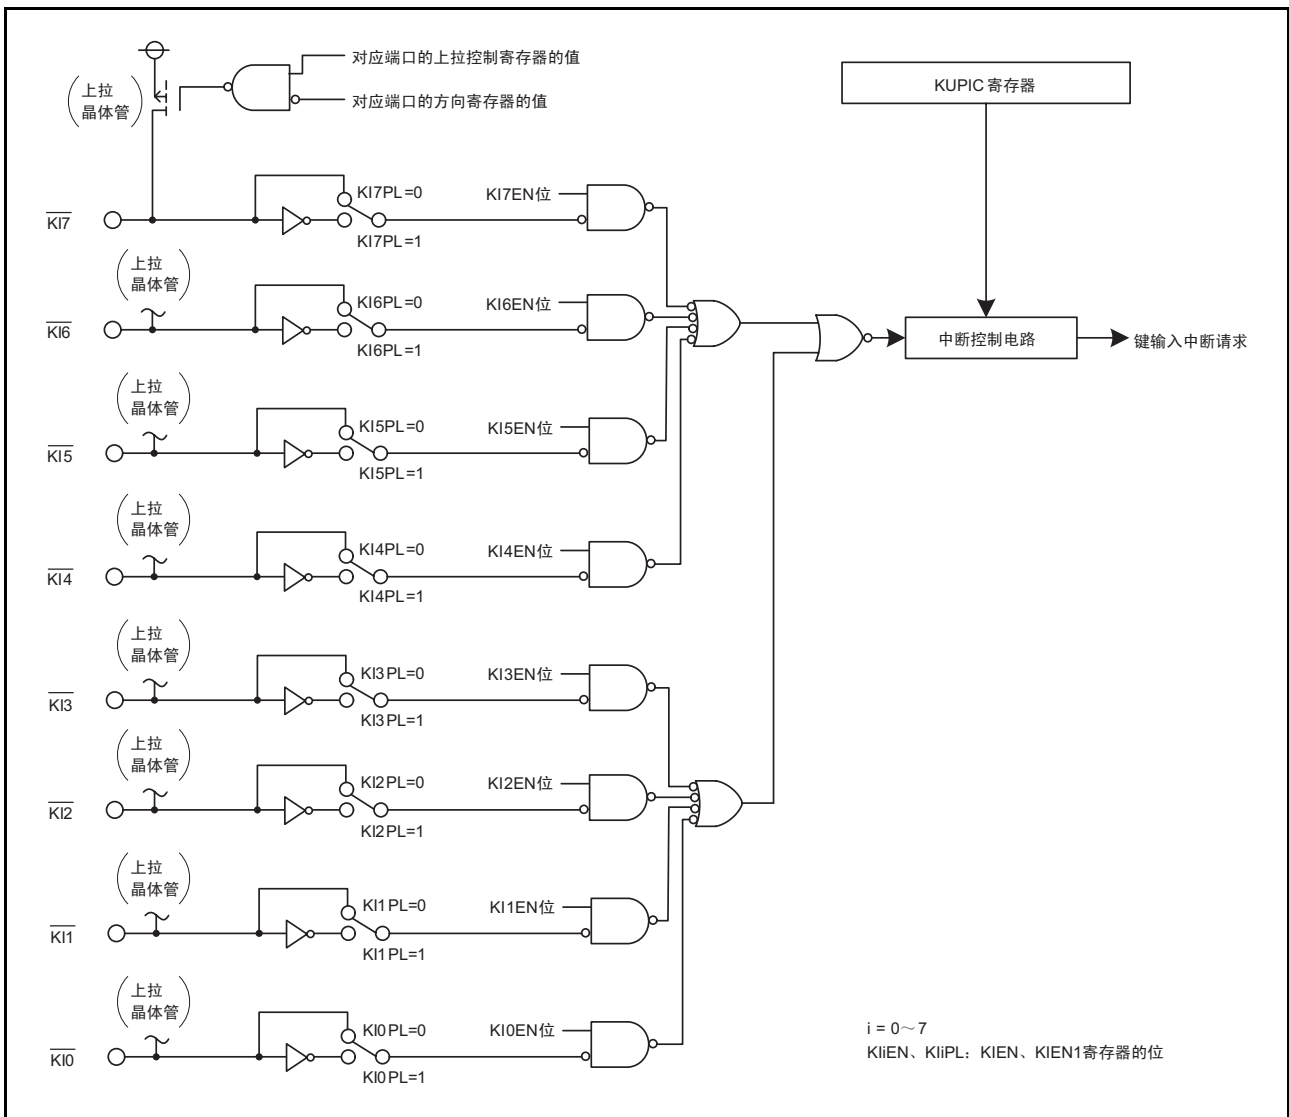 对应端口的上拉控制寄存器的值
对应端口的方向寄存器的值
上拉
晶体管
KUPIC 寄存器
KI7
KI7PL=0
KI7PL=1
KI7EN位
上拉
晶体管
KI6
KI6PL=0
KI6PL=1
KI6EN位
中断控制电路
键输入中断请求
上拉
晶体管
KI5
KI5PL=0
KI5PL=1
KI5EN位
上拉
晶体管
KI4
KI4PL=0
KI4PL=1
KI4EN位
上拉
晶体管
KI3
KI3PL=0
KI3PL=1
KI3EN位
上拉
晶体管
KI2
KI2PL=0
KI2PL=1
KI2EN位
上拉
晶体管
KI1
KI1PL=0
KI1PL=1
KI1EN位
上拉
晶体管
KI0
KI0PL=0
KI0PL=1
KI0EN位
i = 0～7
KIiEN、KIiPL：KIEN、KIEN1寄存器的位